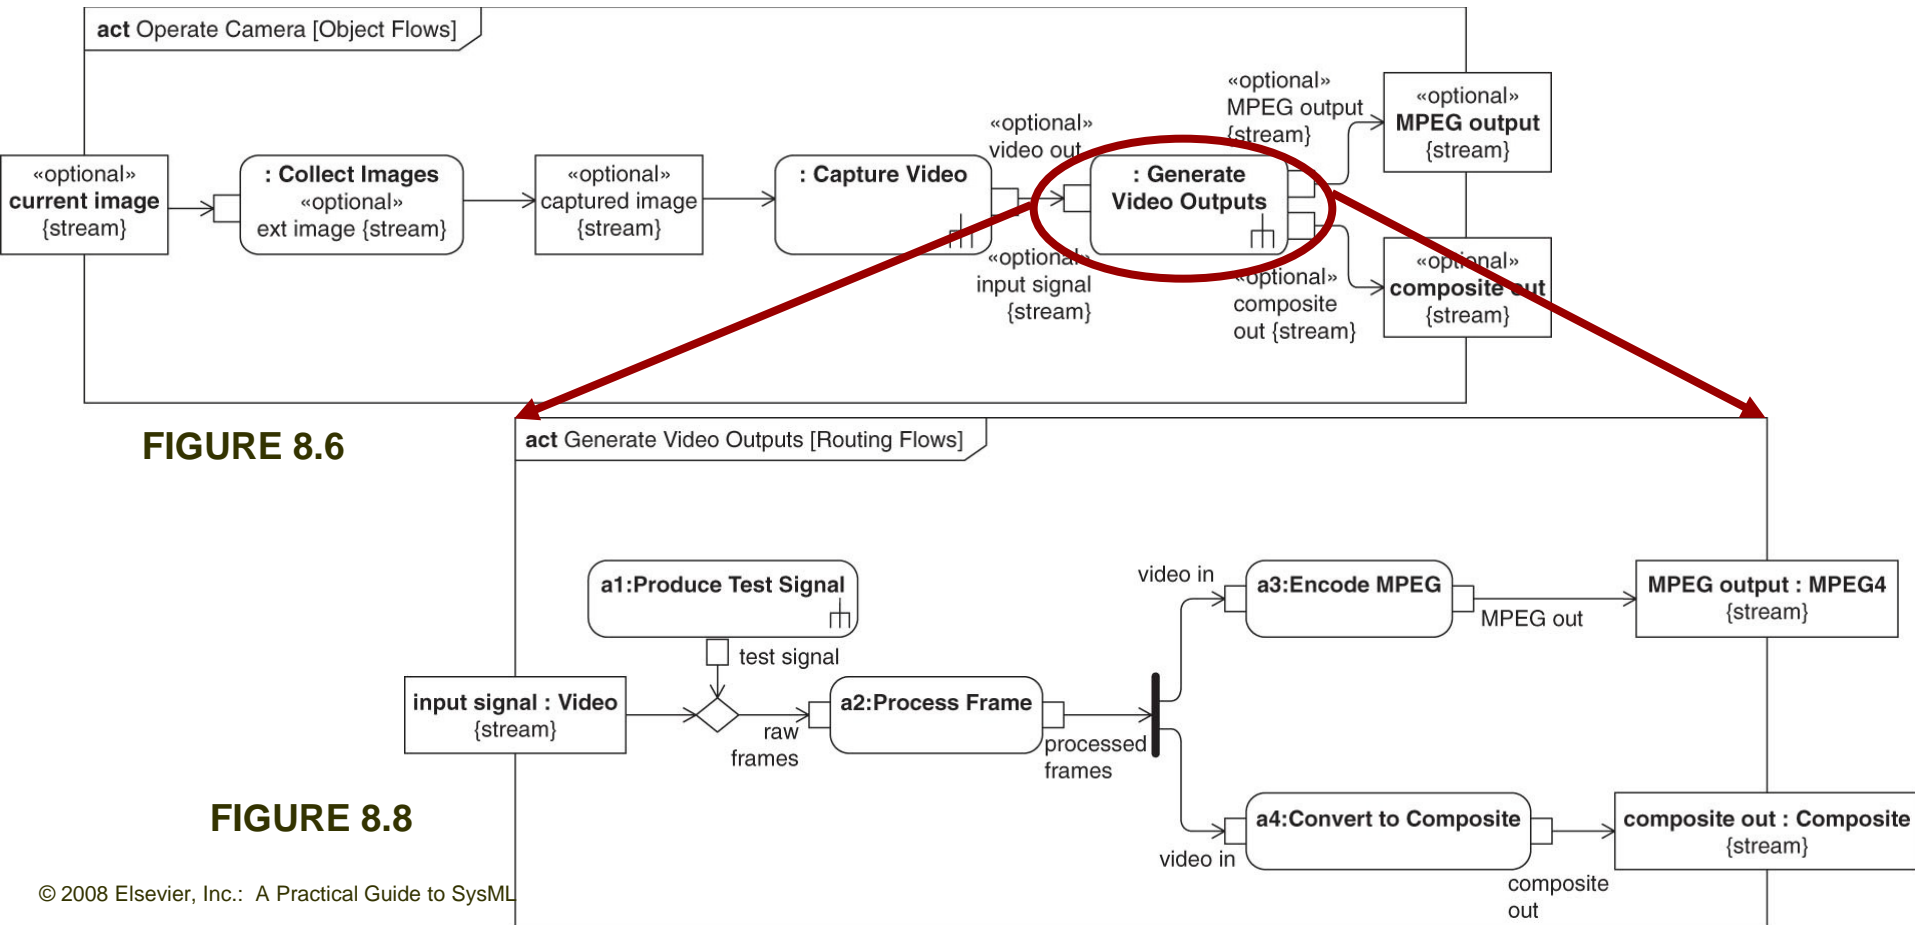 act Operate Camera [Object Flows]
«optional»
current image
{stream}
: Collect Images
«optional»
ext image {stream}
«optional»
captured image
{stream}
: Capture Video
«optional»
video out
«optional»
input signal
{stream}
: Generate
Video Outputs
«optional»
MPEG output
{stream}
«optional»
composite
out {stream}
«optional»
MPEG output
{stream}
«optional»
composite out
{stream}
FIGURE 8.6
act Generate Video Outputs [Routing Flows]
a1:Produce Test Signal
test signal
input signal : Video
{stream}
raw
frames
a2:Process Frame
processed
frames
video in
a3:Encode MPEG
MPEG out
MPEG output : MPEG4
{stream}
video in
a4:Convert to Composite
composite
out
composite out : Composite
{stream}
FIGURE 8.8
© 2008 Elsevier, Inc.: A Practical Guide to SysML